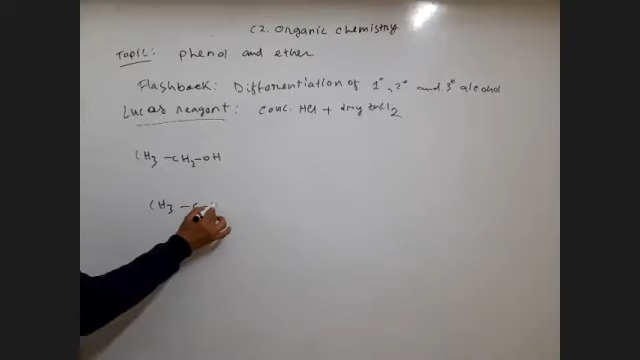 C2. Organic chemistry
Topic: phenol and ether
Flashback: Differentiation of 1°, 2° and 3° alcohol
Lucas reagent: conc. HCl + dry ZnCl2
CH3 - CH2 - OH
CH3 - C -